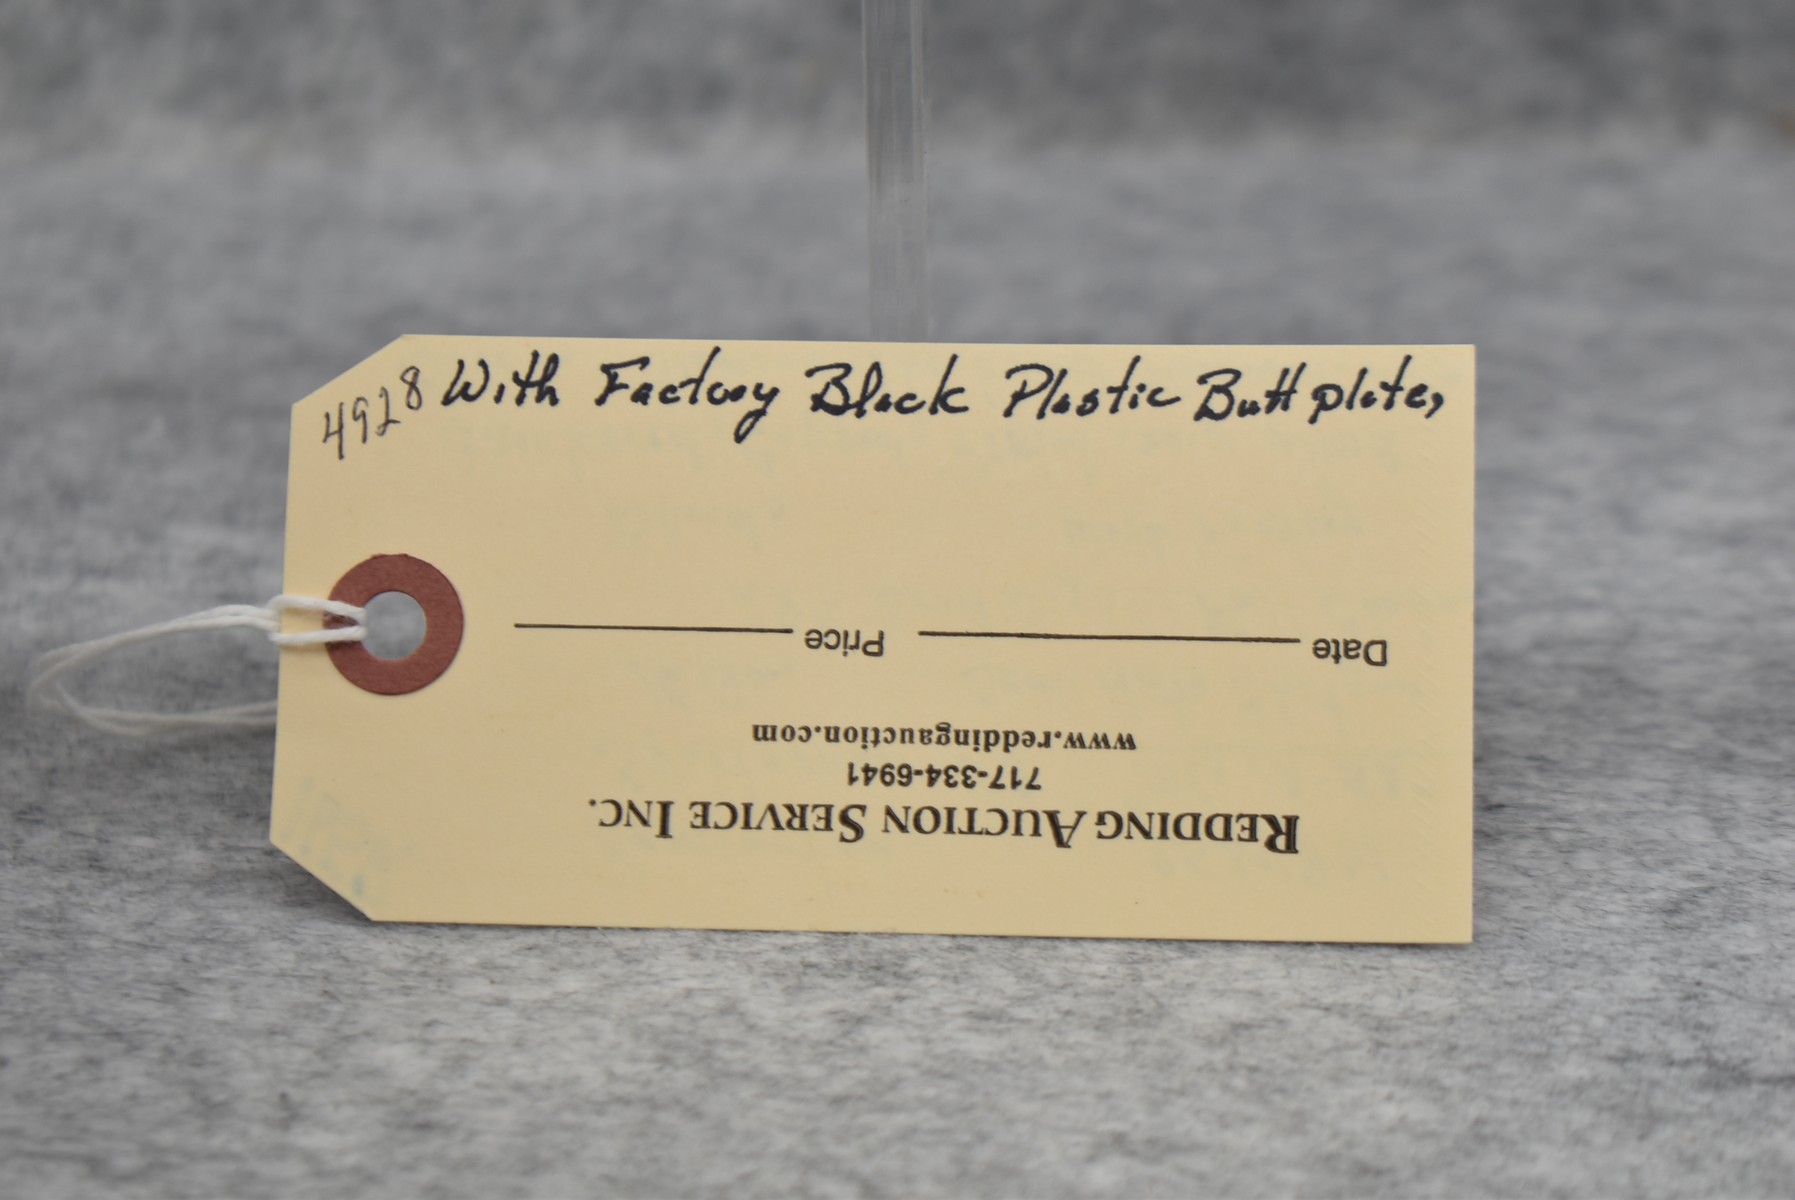 4928 With Factory Black Plastic Buttplate,
REDDING AUCTION SERVICE INC.
717-334-6941
www.reddingauction.com
Date Price